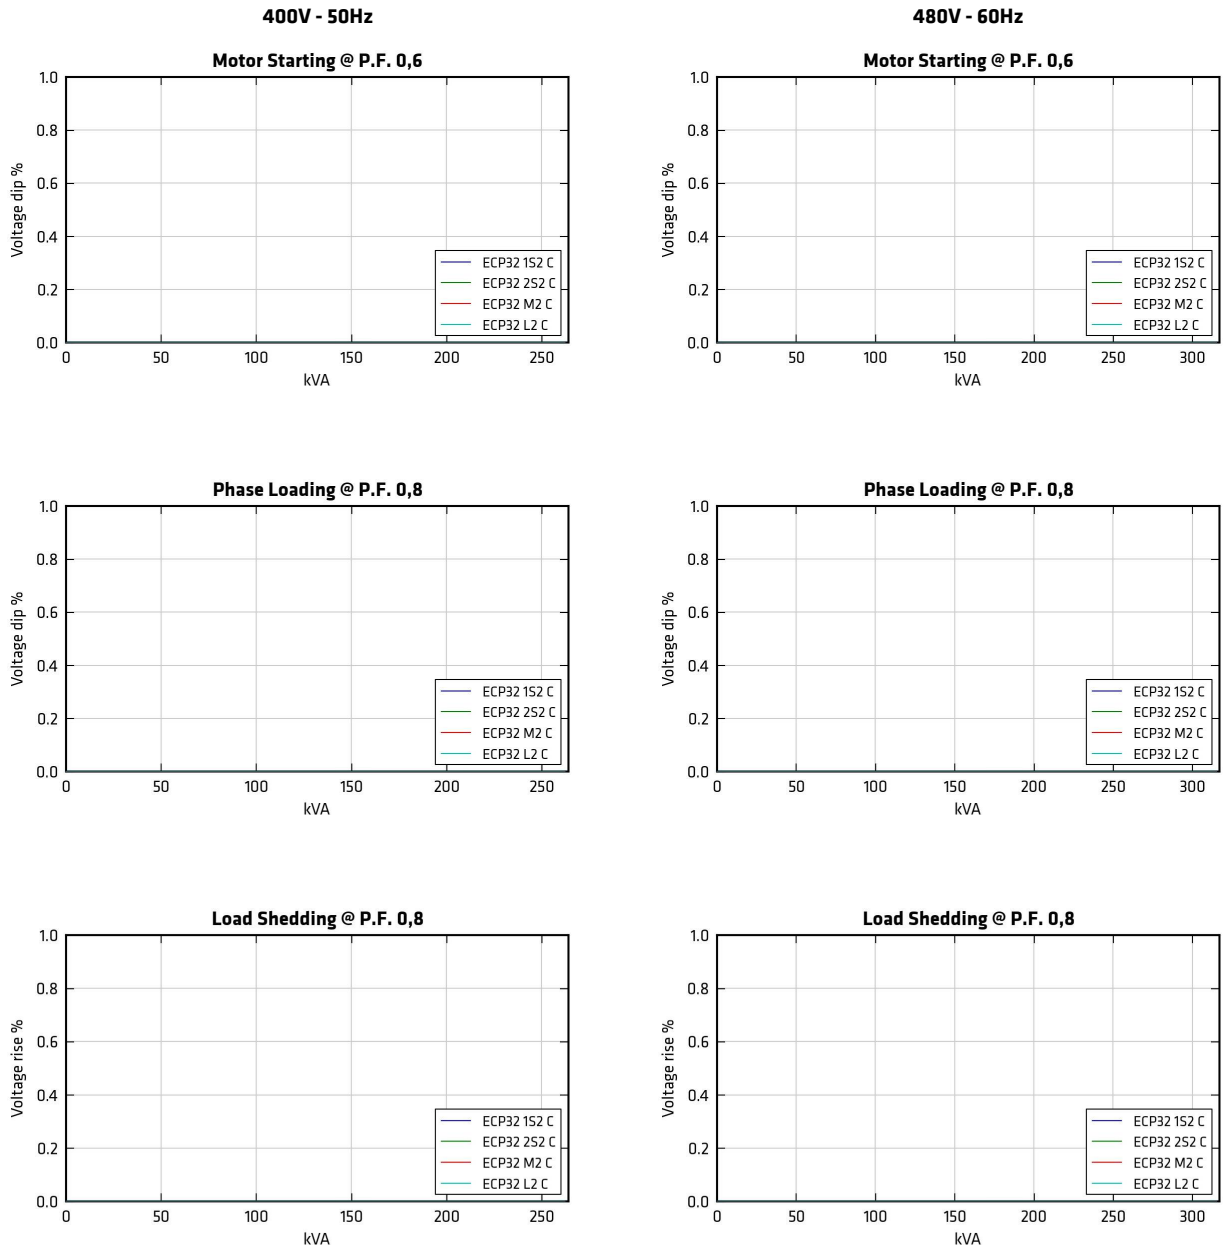 400V - 50Hz
480V - 60Hz
Motor Starting @ P.F. 0,6
1.0
0.8
0.6
0.4
0.2
0.0
Voltage dip %
ECP32 1S2 C
ECP32 2S2 C
ECP32 M2 C
ECP32 L2 C
0 50 100 150 200 250
kVA
Motor Starting @ P.F. 0,6
1.0
0.8
0.6
0.4
0.2
0.0
Voltage dip %
ECP32 1S2 C
ECP32 2S2 C
ECP32 M2 C
ECP32 L2 C
0 50 100 150 200 250 300
kVA
Phase Loading @ P.F. 0,8
1.0
0.8
0.6
0.4
0.2
0.0
Voltage dip %
ECP32 1S2 C
ECP32 2S2 C
ECP32 M2 C
ECP32 L2 C
0 50 100 150 200 250
kVA
Phase Loading @ P.F. 0,8
1.0
0.8
0.6
0.4
0.2
0.0
Voltage dip %
ECP32 1S2 C
ECP32 2S2 C
ECP32 M2 C
ECP32 L2 C
0 50 100 150 200 250 300
kVA
Load Shedding @ P.F. 0,8
1.0
0.8
0.6
0.4
0.2
0.0
Voltage rise %
ECP32 1S2 C
ECP32 2S2 C
ECP32 M2 C
ECP32 L2 C
0 50 100 150 200 250
kVA
Load Shedding @ P.F. 0,8
1.0
0.8
0.6
0.4
0.2
0.0
Voltage rise %
ECP32 1S2 C
ECP32 2S2 C
ECP32 M2 C
ECP32 L2 C
0 50 100 150 200 250 300
kVA